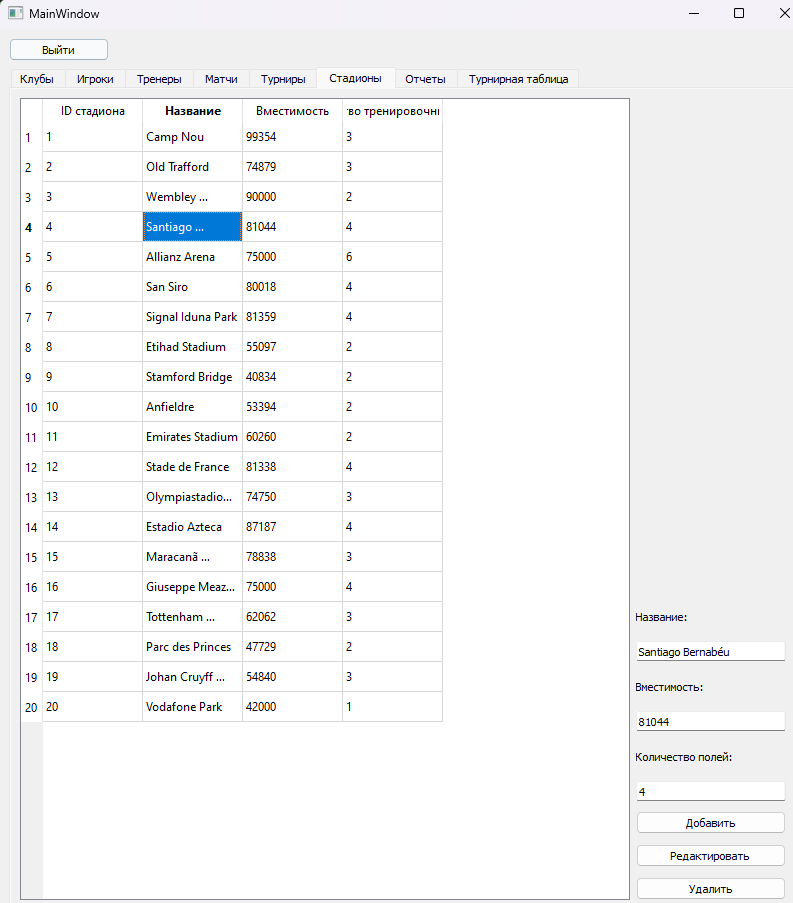 MainWindow
Выйти
Клубы Игроки Тренеры Матчи Турниры Стадионы Отчеты Турнирная таблица
ID стадиона Название Вместимость тво тренировочны
1 1 Camp Nou 99354 3
2 2 Old Trafford 74879 3
3 3 Wembley ... 90000 2
4 4 Santiago ... 81044 4
5 5 Allianz Arena 75000 6
6 6 San Siro 80018 4
7 7 Signal Iduna Park 81359 4
8 8 Etihad Stadium 55097 2
9 9 Stamford Bridge 40834 2
10 10 Anfieldre 53394 2
11 11 Emirates Stadium 60260 2
12 12 Stade de France 81338 4
13 13 Olympiastadio... 74750 3
14 14 Estadio Azteca 87187 4
15 15 Maracanã ... 78838 3
16 16 Giuseppe Meaz... 75000 4
17 17 Tottenham ... 62062 3
18 18 Parc des Princes 47729 2
19 19 Johan Cruyff ... 54840 3
20 20 Vodafone Park 42000 1
Название:
Santiago Bernabéu
Вместимость:
81044
Количество полей:
4
Добавить
Редактировать
Удалить